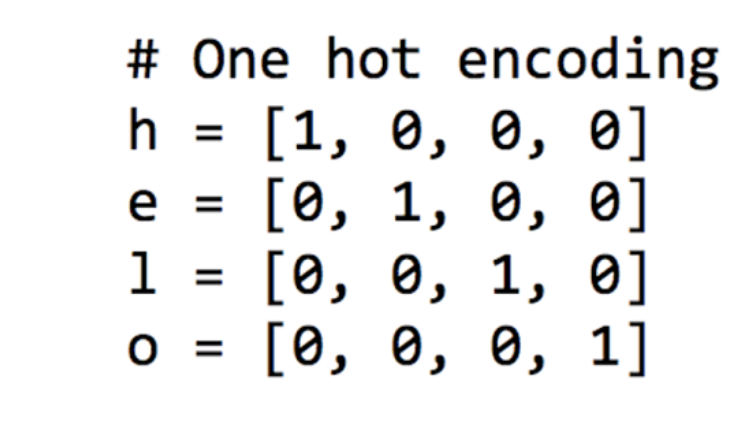 # One hot encoding
h = [1, 0, 0, 0]
e = [0, 1, 0, 0]
l = [0, 0, 1, 0]
o = [0, 0, 0, 1]